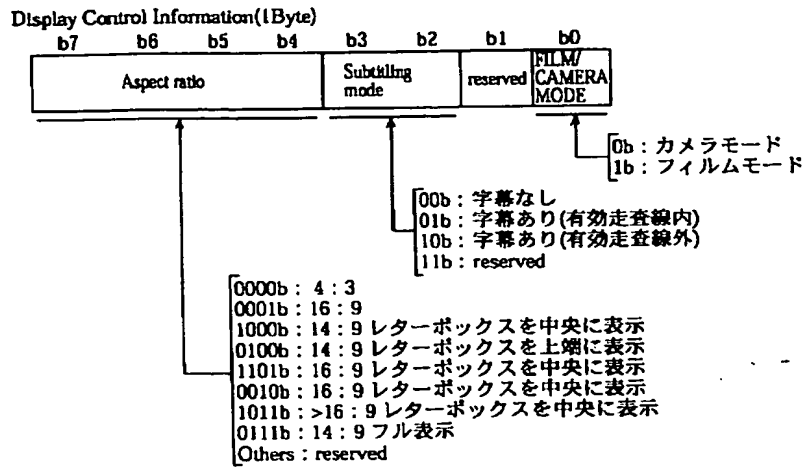 Display Control Information(1Byte)
b7 b6 b5 b4 b3 b2 b1 b0
Aspect ratio
Subtitling mode
reserved
FILM/ CAMERA MODE
0b : カメラモード
1b : フィルムモード
00b : 字幕なし
01b : 字幕あり(有効走査線内)
10b : 字幕あり(有効走査線外)
11b : reserved
0000b : 4 : 3
0001b : 16 : 9
1000b : 14 : 9 レターボックスを中央に表示
0100b : 14 : 9 レターボックスを上端に表示
1101b : 16 : 9 レターボックスを中央に表示
0010b : 16 : 9 レターボックスを中央に表示
1011b : >16 : 9 レターボックスを中央に表示
0111b : 14 : 9 フル表示
Others : reserved